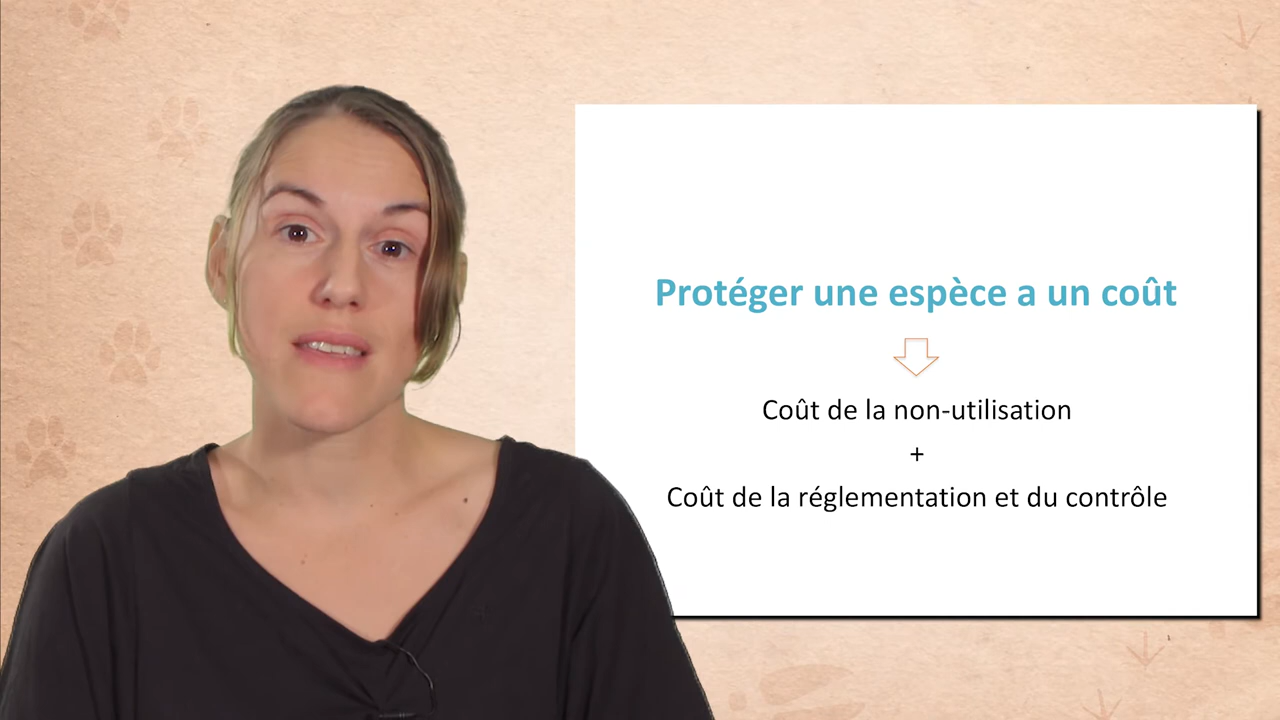 Protéger une espèce a un coût
Coût de la non-utilisation
+
Coût de la réglementation et du contrôle